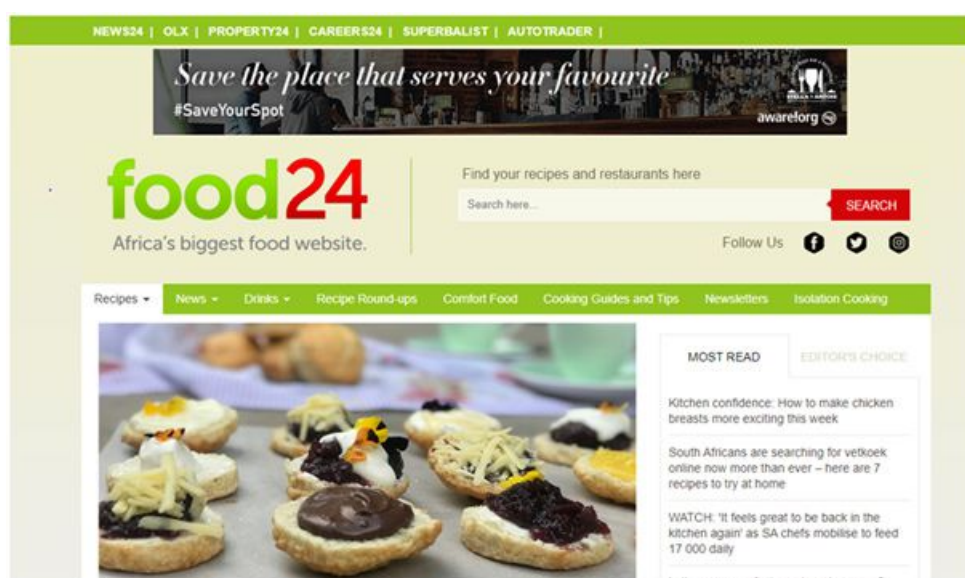 NEWS24 | OLX | PROPERTY24 | CAREERS24 | SUPERBALIST | AUTOTRADER |
Save the place that serves your favourite
#SaveYourSpot
awarelorg
food24
Africa's biggest food website.
Find your recipes and restaurants here
Search here...
SEARCH
Follow Us
Recipes News Drinks Recipe Round-ups Comfort Food Cooking Guides and Tips Newsletters Isolation Cooking
MOST READ EDITOR'S CHOICE
Kitchen confidence: How to make chicken
breasts more exciting this week
South Africans are searching for vetkoek
online now more than ever – here are 7
recipes to try at home
WATCH: 'It feels great to be back in the
kitchen again' as SA chefs mobilise to feed
17 000 daily